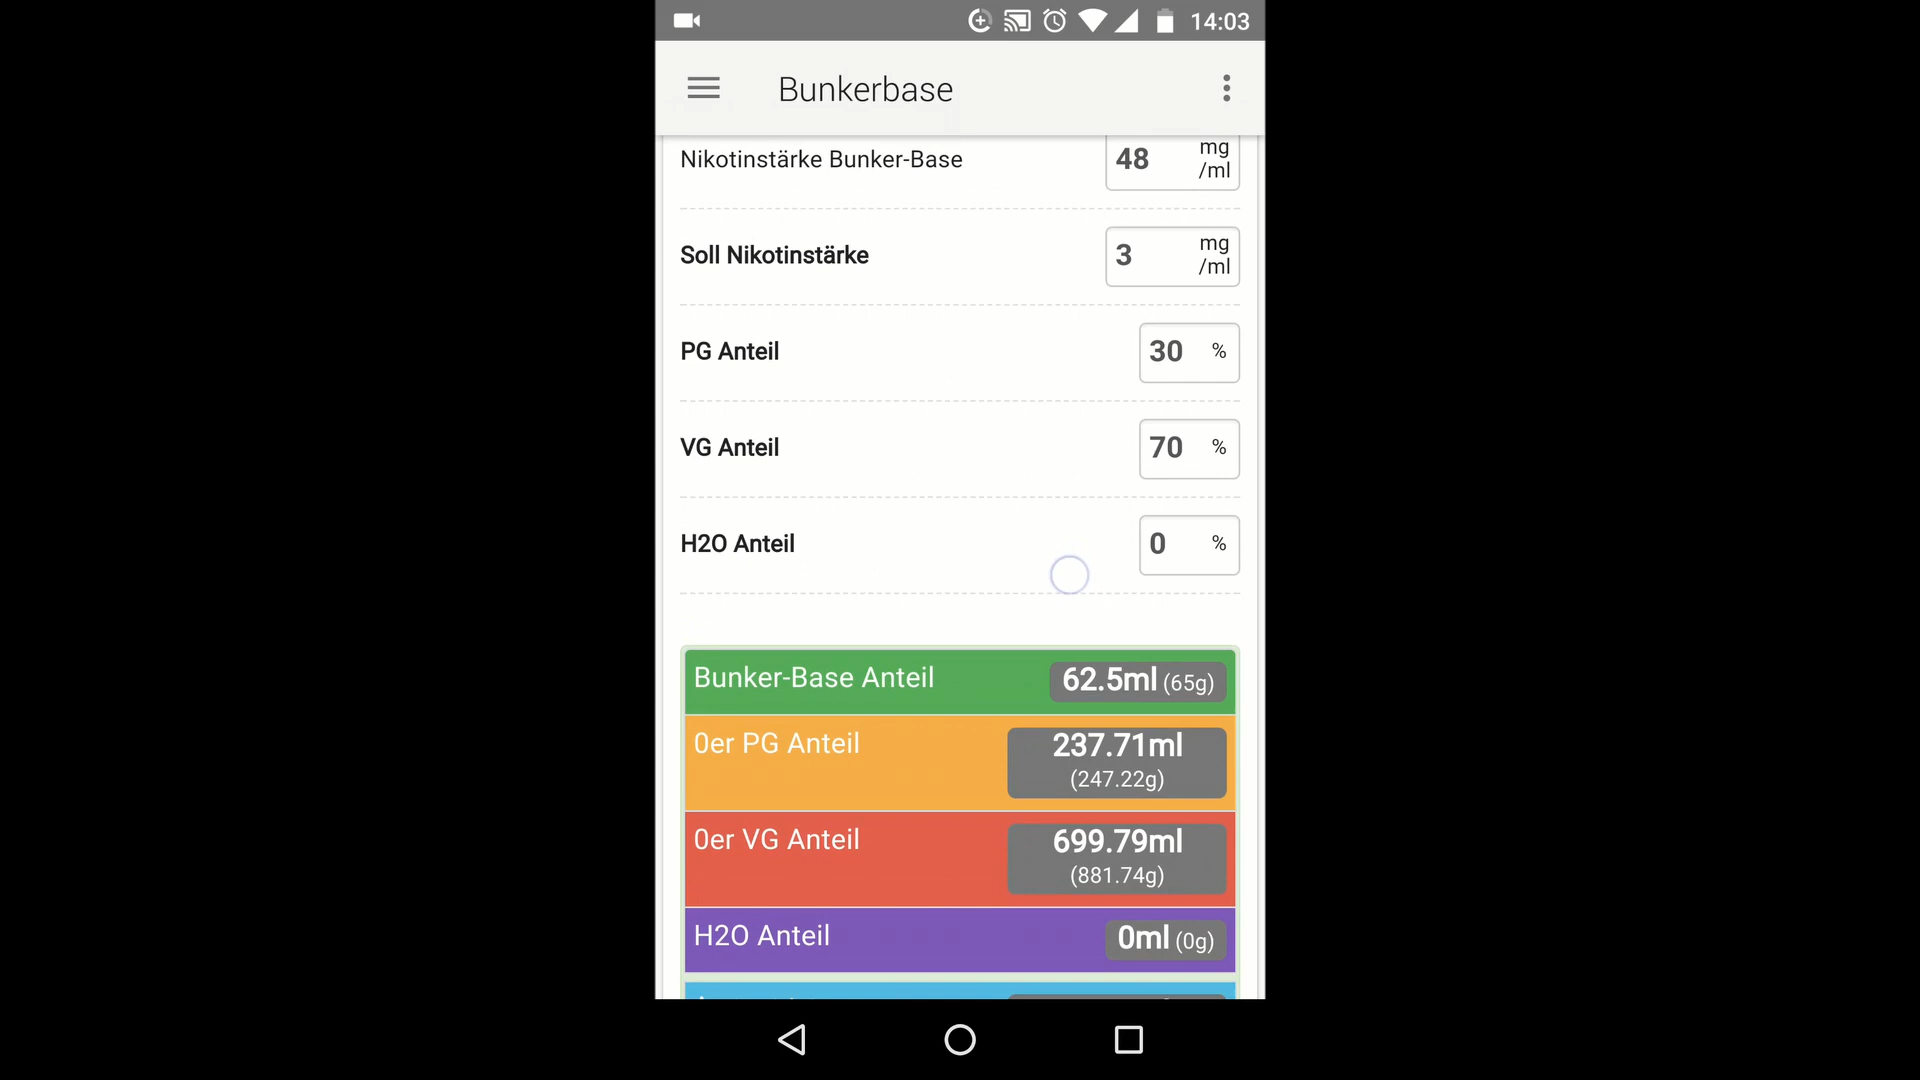 14:03
Bunkerbase
Nikotinstärke Bunker-Base 48 mg /ml
Soll Nikotinstärke 3 mg /ml
PG Anteil 30 %
VG Anteil 70 %
H2O Anteil 0 %
Bunker-Base Anteil 62.5ml (65g)
0er PG Anteil 237.71ml
(247.22g)
0er VG Anteil 699.79ml
(881.74g)
H2O Anteil 0ml (0g)